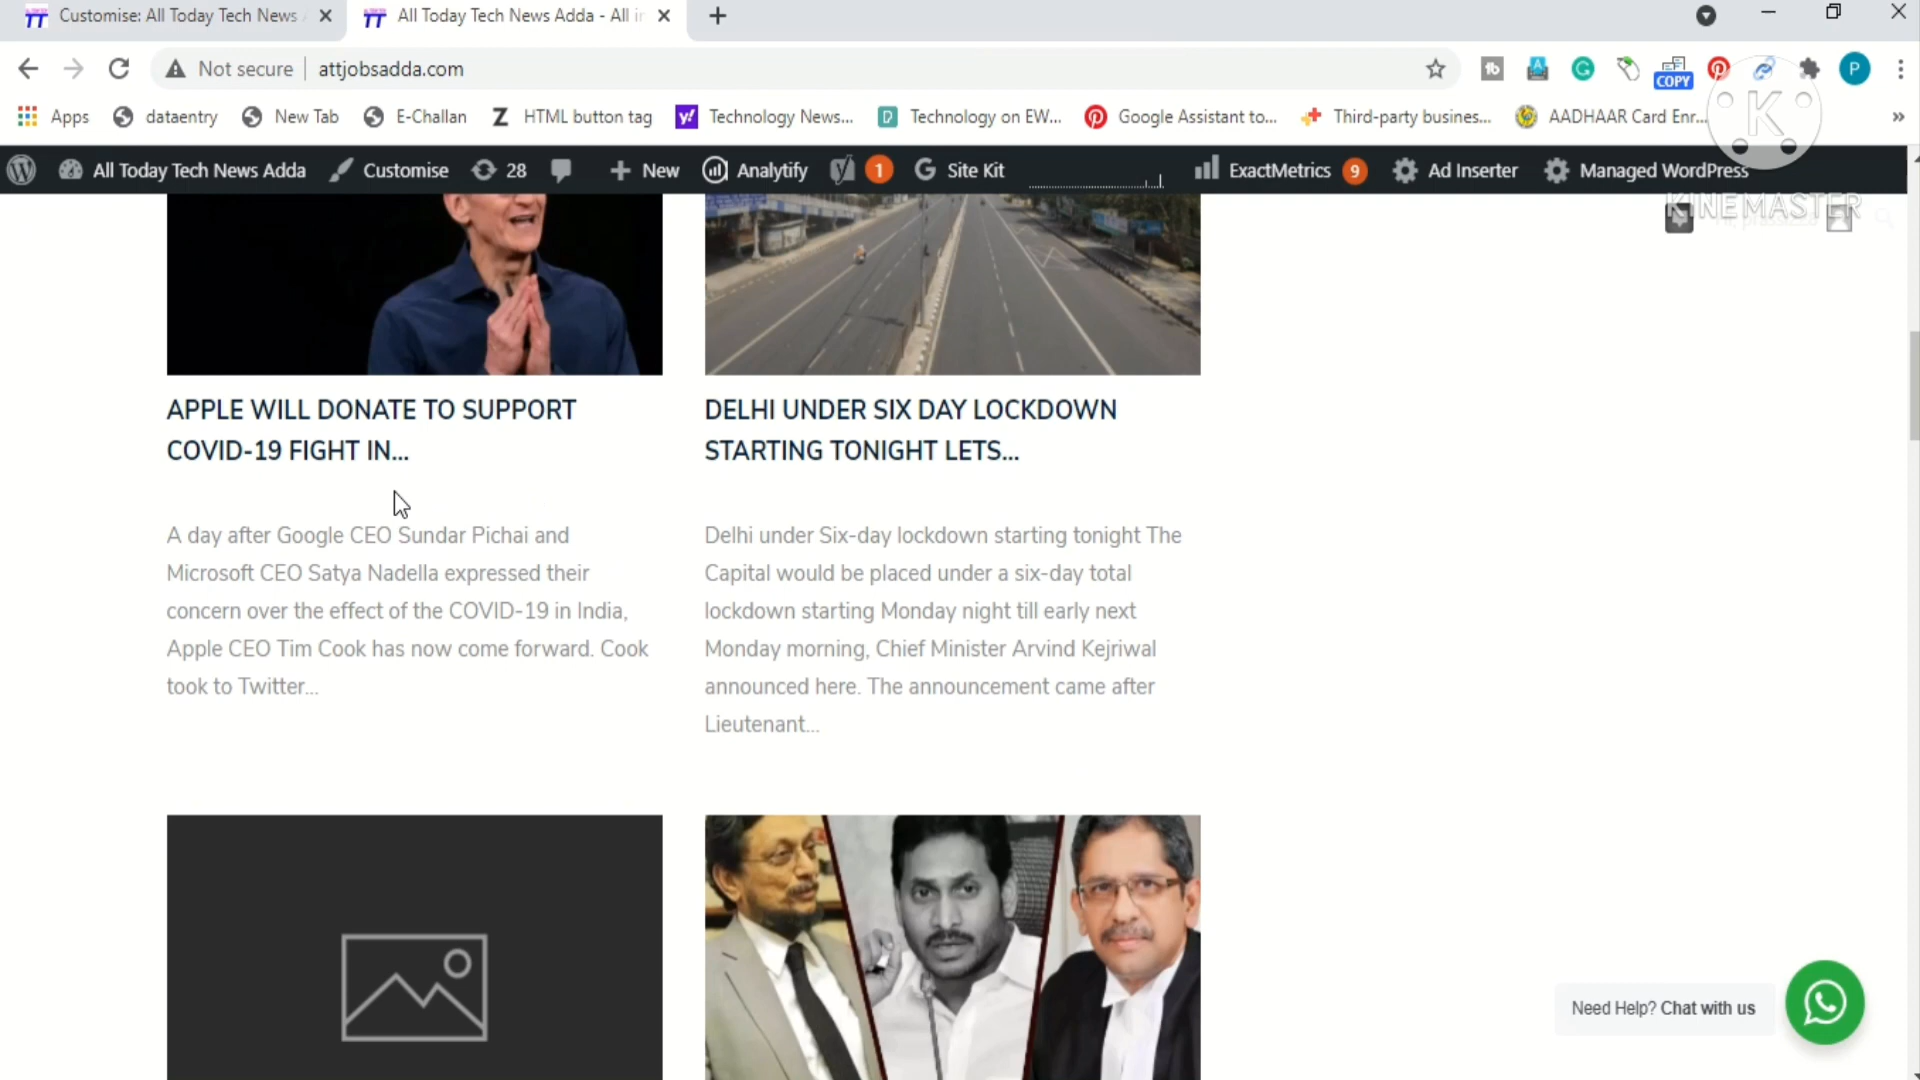 Customise: All Today Tech News
All Today Tech News Adda - All in
Not secure
attjobsadda.com
COPY
P
Apps
dataentry
New Tab
E-Challan
HTML button tag
Technology News...
Technology on EW...
Google Assistant to...
Third-party busines...
AADHAAR Card Enr...
»
K
KINEMASTER
All Today Tech News Adda
Customise
28
New
Analytify
1
Site Kit
ExactMetrics
9
Ad Inserter
Managed WordPress
APPLE WILL DONATE TO SUPPORT
COVID-19 FIGHT IN...
A day after Google CEO Sundar Pichai and
Microsoft CEO Satya Nadella expressed their
concern over the effect of the COVID-19 in India,
Apple CEO Tim Cook has now come forward. Cook
took to Twitter...
DELHI UNDER SIX DAY LOCKDOWN
STARTING TONIGHT LETS...
Delhi under Six-day lockdown starting tonight The
Capital would be placed under a six-day total
lockdown starting Monday night till early next
Monday morning, Chief Minister Arvind Kejriwal
announced here. The announcement came after
Lieutenant...
Need Help? Chat with us